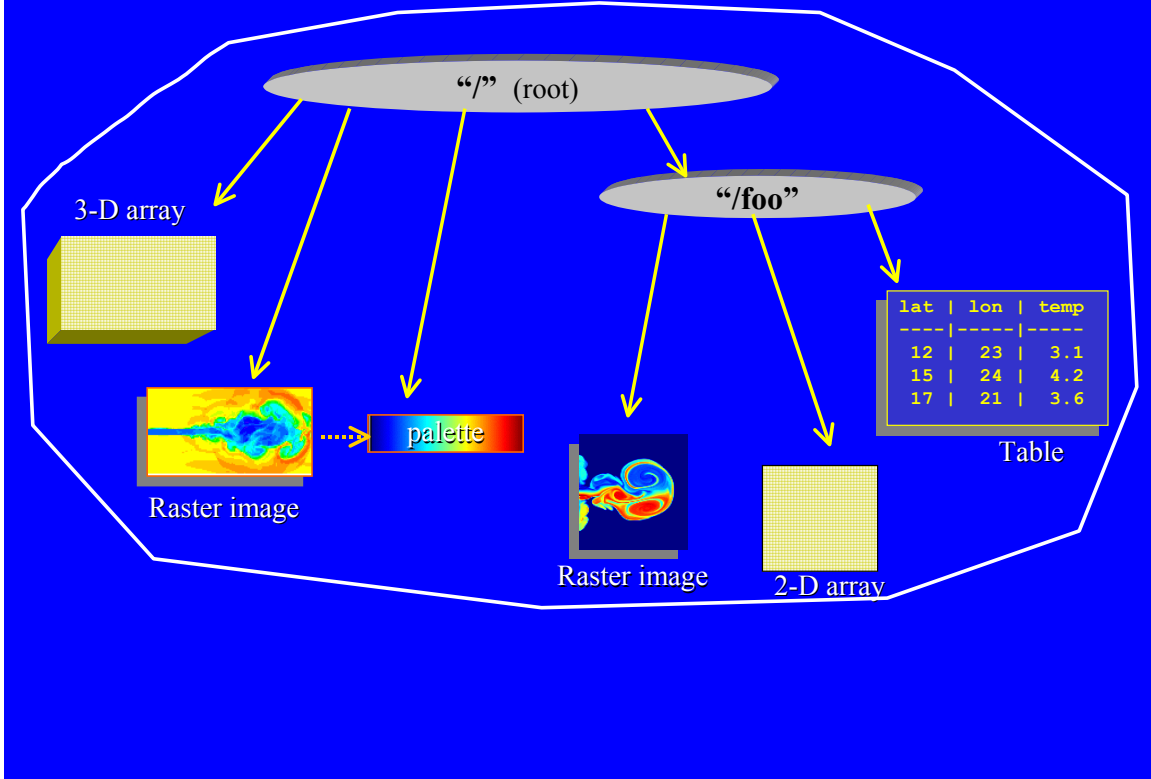 “/” (root)
“/foo”
3-D array
lat | lon | temp
----|-----|-----
12 | 23 | 3.1
15 | 24 | 4.2
17 | 21 | 3.6
palette
Table
Raster image
Raster image
2-D array